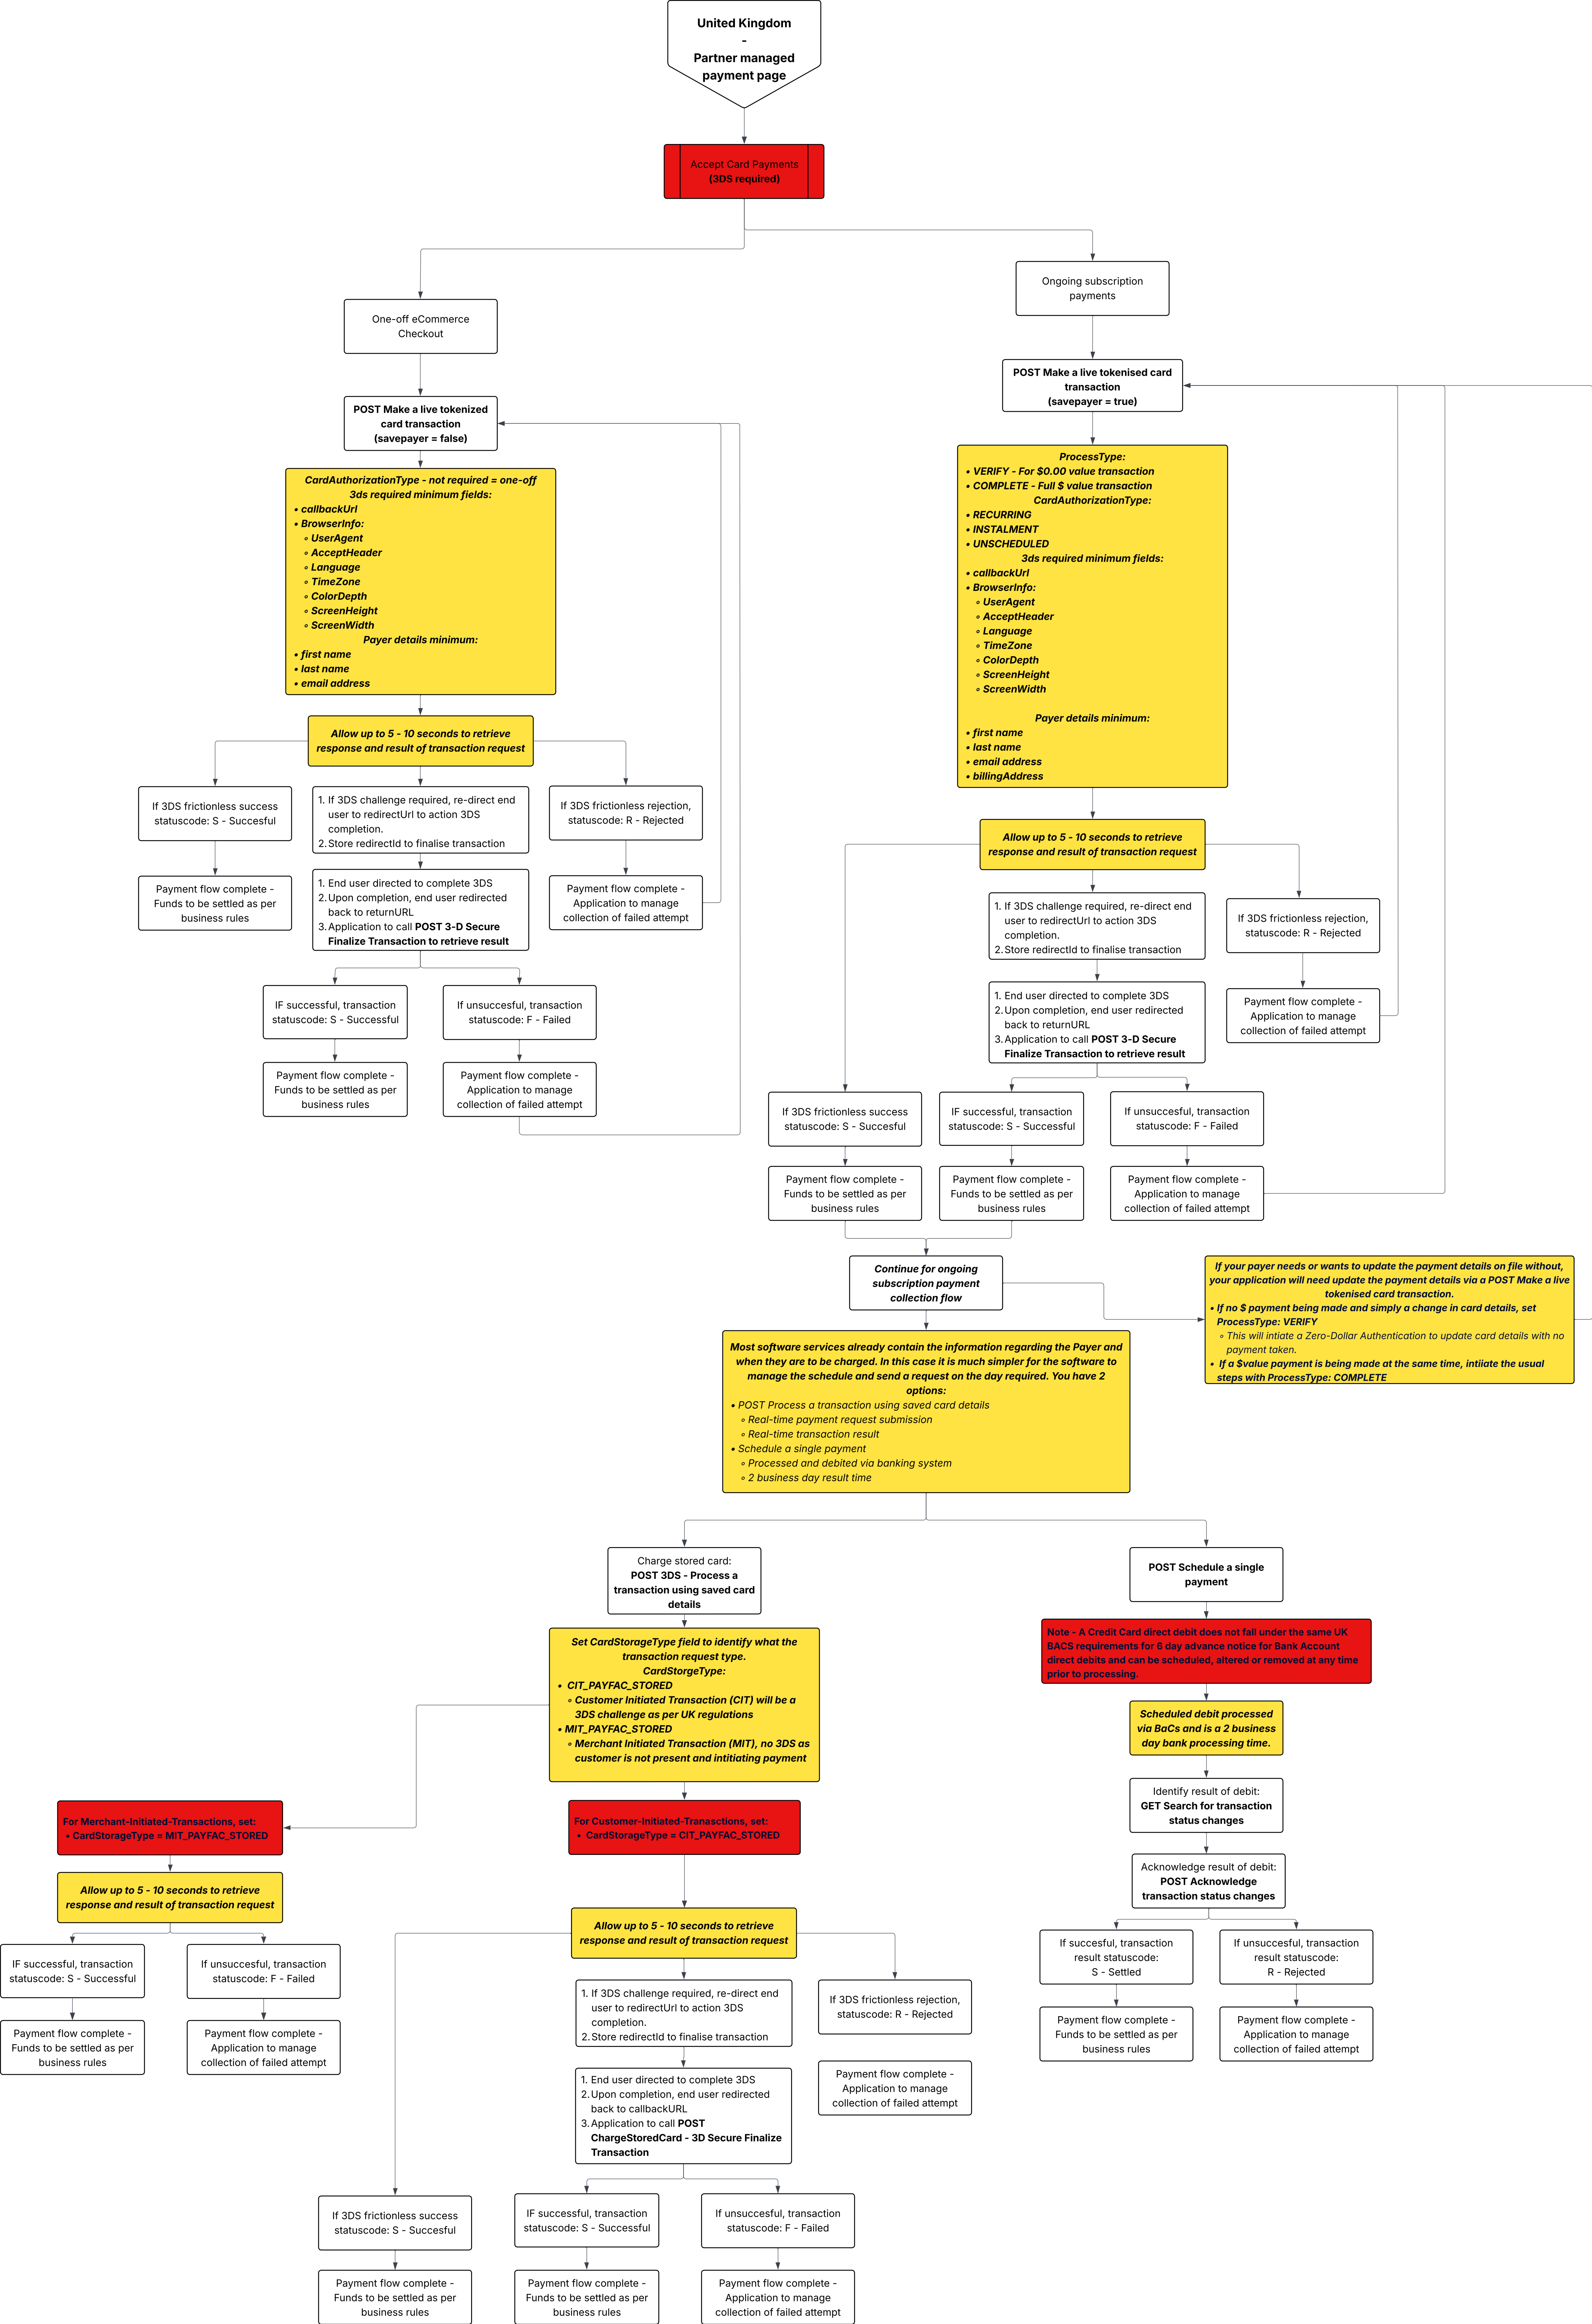 United Kingdom
-
Partner managed
payment page
Accept Card Payments
(3DS required)
One-off eCommerce
Checkout
POST Make a live tokenized
card transaction
(savepayer = false)
CardAuthorizationType - not required = one-off
3ds required minimum fields:
• callbackUrl
• BrowserInfo:
◦ UserAgent
◦ AcceptHeader
◦ Language
◦ TimeZone
◦ ColorDepth
◦ ScreenHeight
◦ ScreenWidth
Payer details minimum:
• first name
• last name
• email address
Allow up to 5 - 10 seconds to retrieve
response and result of transaction request
If 3DS frictionless success
statuscode: S - Succesful
Payment flow complete -
Funds to be settled as per
business rules
1. If 3DS challenge required, re-direct end
user to redirectUrl to action 3DS
completion.
2. Store redirectId to finalise transaction
1. End user directed to complete 3DS
2. Upon completion, end user redirected
back to returnURL
3. Application to call POST 3-D Secure
Finalize Transaction to retrieve result
If 3DS frictionless rejection,
statuscode: R - Rejected
Payment flow complete -
Application to manage
collection of failed attempt
IF successful, transaction
statuscode: S - Successful
Payment flow complete -
Funds to be settled as per
business rules
If unsuccesful, transaction
statuscode: F - Failed
Payment flow complete -
Application to manage
collection of failed attempt
Ongoing subscription
payments
POST Make a live tokenised card
transaction
(savepayer = true)
ProcessType:
• VERIFY - For $0.00 value transaction
• COMPLETE - Full $ value transaction
CardAuthorizationType:
• RECURRING
• INSTALMENT
• UNSCHEDULED
3ds required minimum fields:
• callbackUrl
• BrowserInfo:
◦ UserAgent
◦ AcceptHeader
◦ Language
◦ TimeZone
◦ ColorDepth
◦ ScreenHeight
◦ ScreenWidth
Payer details minimum:
• first name
• last name
• email address
• billingAddress
Allow up to 5 - 10 seconds to retrieve
response and result of transaction request
1. If 3DS challenge required, re-direct end
user to redirectUrl to action 3DS
completion.
2. Store redirectId to finalise transaction
If 3DS frictionless rejection,
statuscode: R - Rejected
1. End user directed to complete 3DS
2. Upon completion, end user redirected
back to returnURL
3. Application to call POST 3-D Secure
Finalize Transaction to retrieve result
Payment flow complete -
Application to manage
collection of failed attempt
If 3DS frictionless success
statuscode: S - Succesful
IF successful, transaction
statuscode: S - Successful
If unsuccesful, transaction
statuscode: F - Failed
Payment flow complete -
Funds to be settled as per
business rules
Payment flow complete -
Funds to be settled as per
business rules
Payment flow complete -
Application to manage
collection of failed attempt
Continue for ongoing
subscription payment
collection flow
If your payer needs or wants to update the payment details on file without,
your application will need update the payment details via a POST Make a live
tokenised card transaction.
• If no $ payment being made and simply a change in card details, set
ProcessType: VERIFY
◦ This will intiate a Zero-Dollar Authentication to update card details with no
payment taken.
• If a $value payment is being made at the same time, intiiate the usual
steps with ProcessType: COMPLETE
Most software services already contain the information regarding the Payer and
when they are to be charged. In this case it is much simpler for the software to
manage the schedule and send a request on the day required. You have 2
options:
• POST Process a transaction using saved card details
◦ Real-time payment request submission
◦ Real-time transaction result
• Schedule a single payment
◦ Processed and debited via banking system
◦ 2 business day result time
Charge stored card:
POST 3DS - Process a
transaction using saved card
details
Set CardStorageType field to identify what the
transaction request type.
CardStorgeType:
• CIT_PAYFAC_STORED
◦ Customer Initiated Transaction (CIT) will be a
3DS challenge as per UK regulations
• MIT_PAYFAC_STORED
◦ Merchant Initiated Transaction (MIT), no 3DS as
customer is not present and intitiating payment
POST Schedule a single
payment
Note - A Credit Card direct debit does not fall under the same UK
BACS requirements for 6 day advance notice for Bank Account
direct debits and can be scheduled, altered or removed at any time
prior to processing.
Scheduled debit processed
via BaCs and is a 2 business
day bank processing time.
Identify result of debit:
GET Search for transaction
status changes
Acknowledge result of debit:
POST Acknowledge
transaction status changes
If succesful, transaction
result statuscode:
S - Settled
If unsuccesful, transaction
result statuscode:
R - Rejected
Payment flow complete -
Funds to be settled as per
business rules
Payment flow complete -
Application to manage
collection of failed attempt
For Merchant-Initiated-Transactions, set:
• CardStorageType = MIT_PAYFAC_STORED
Allow up to 5 - 10 seconds to retrieve
response and result of transaction request
IF successful, transaction
statuscode: S - Successful
If unsuccesful, transaction
statuscode: F - Failed
Payment flow complete -
Funds to be settled as per
business rules
Payment flow complete -
Application to manage
collection of failed attempt
For Customer-Initiated-Tranasctions, set:
• CardStorageType = CIT_PAYFAC_STORED
Allow up to 5 - 10 seconds to retrieve
response and result of transaction request
1. If 3DS challenge required, re-direct end
user to redirectUrl to action 3DS
completion.
2. Store redirectId to finalise transaction
If 3DS frictionless rejection,
statuscode: R - Rejected
1. End user directed to complete 3DS
2. Upon completion, end user redirected
back to callbackURL
3. Application to call POST
ChargeStoredCard - 3D Secure Finalize
Transaction
Payment flow complete -
Application to manage
collection of failed attempt
If 3DS frictionless success
statuscode: S - Succesful
IF successful, transaction
statuscode: S - Successful
If unsuccesful, transaction
statuscode: F - Failed
Payment flow complete -
Funds to be settled as per
business rules
Payment flow complete -
Funds to be settled as per
business rules
Payment flow complete -
Application to manage
collection of failed attempt